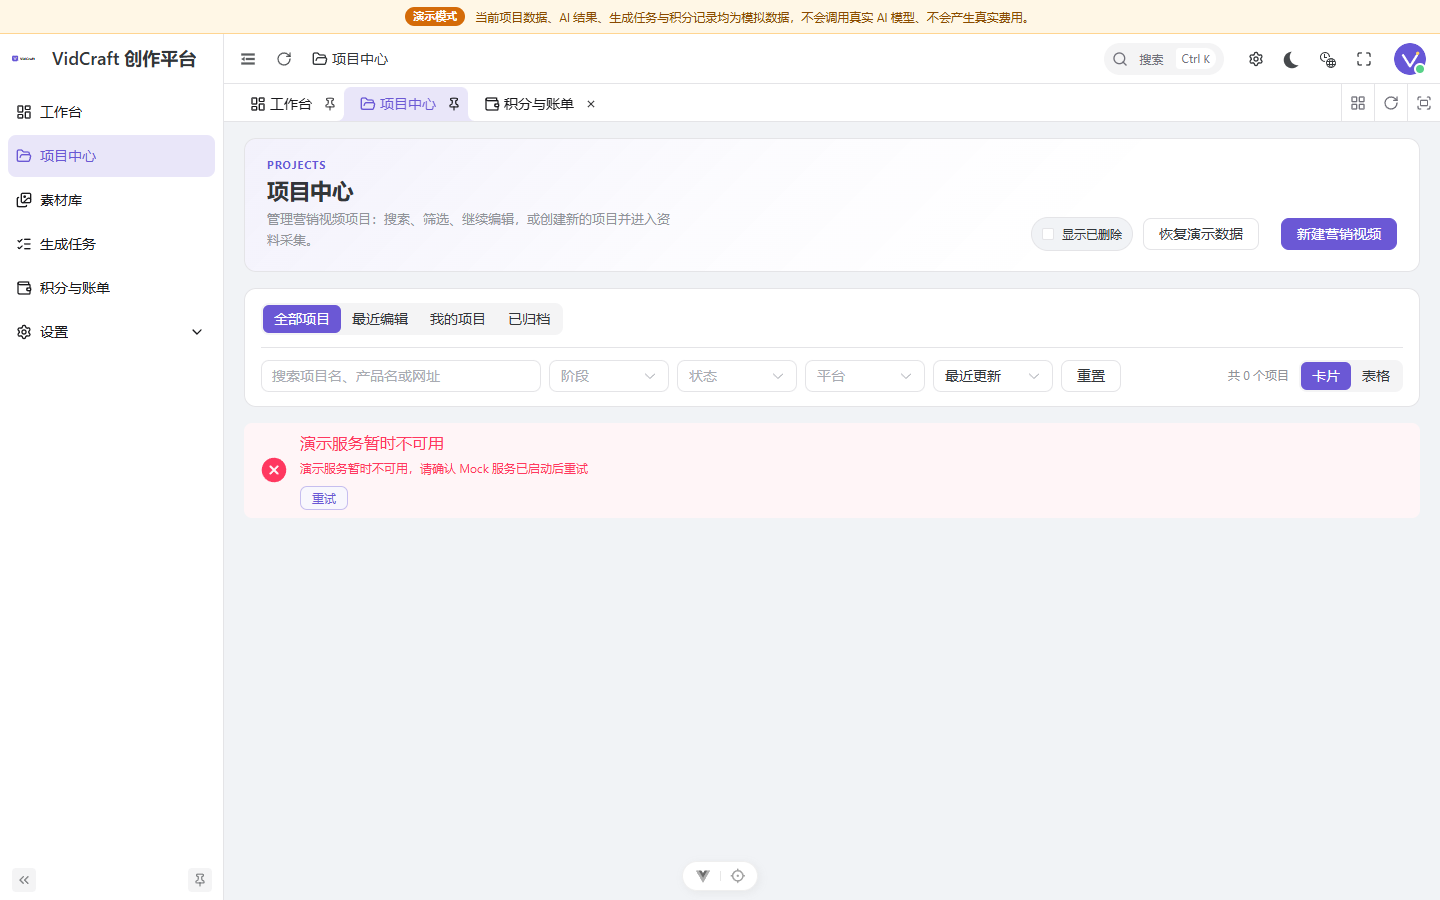 演示模式 当前项目数据、AI 结果、生成任务与积分记录均为模拟数据，不会调用真实 AI 模型、不会产生真实费用。
VidCraft 创作平台
项目中心
搜索 Ctrl K
工作台
项目中心
积分与账单
工作台
项目中心
素材库
生成任务
积分与账单
设置
PROJECTS
项目中心
管理营销视频项目：搜索、筛选、继续编辑，或创建新的项目并进入资
料采集。
显示已删除
恢复演示数据
新建营销视频
全部项目
最近编辑
我的项目
已归档
搜索项目名、产品名或网址
阶段
状态
平台
最近更新
重置
共 0 个项目
卡片
表格
演示服务暂时不可用
演示服务暂时不可用，请确认 Mock 服务已启动后重试
重试